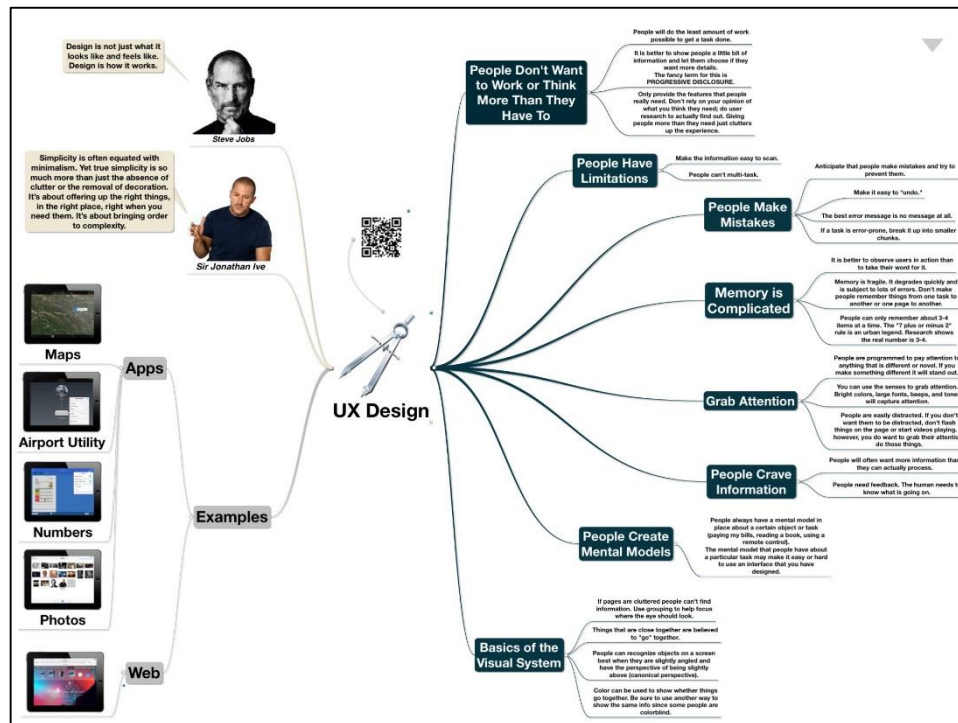 Design is not just what it
looks like and feels like.
Design is how it works.
Steve Jobs
Simplicity is often equated with
minimalism. Yet true simplicity is so
much more than just the absence of
clutter or the removal of decoration.
It's about offering up the right things,
in the right place, right when you
need them. It's about bringing order
to complexity.
Sir Jonathan Ive
UX Design
Maps
Airport Utility
Numbers
Photos
Apps
Web
Examples
People Don't Want
to Work or Think
More Than They
Have To
People will do the least amount of work
possible to get a task done.
It is better to show people a little bit of
information and let them choose if they
want more details.
The fancy term for this is
PROGRESSIVE DISCLOSURE.
Only provide the features that people
really need. Don't rely on your opinion of
what you think they need; do user
research to actually find out. Giving
people more than they need just clutters
up the experience.
People Have
Limitations
Make the information easy to scan.
People can't multi-task.
People Make
Mistakes
Anticipate that people make mistakes and try to
prevent them.
Make it easy to "undo."
The best error message is no message at all.
If a task is error-prone, break it up into smaller
chunks.
Memory is
Complicated
It is better to observe users in action than
to take their word for it.
Memory is fragile. It degrades quickly and
is subject to lots of errors. Don't make
people remember things from one task to
another or one page to another.
People can only remember about 3-4
items at a time. The "7 plus or minus 2"
rule is an urban legend. Research shows
the real number is 3-4.
Grab Attention
People are programmed to pay attention to
anything that is different or novel. If you
make something different it will stand out.
You can use the senses to grab attention.
Bright colors, large fonts, beeps, and tones
will capture attention.
People are easily distracted. If you don't
want them to be distracted, don't flash
things on the page or start videos playing.
however, you do want to grab their attention
do those things.
People Crave
Information
People will often want more information than
they can actually process.
People need feedback. The human needs to
know what is going on.
People Create
Mental Models
People always have a mental model in
place about a certain object or task
(paying my bills, reading a book, using a
remote control).
The mental model that people have about
a particular task may make it easy or hard
to use an interface that you have
designed.
Basics of the
Visual System
If pages are cluttered people can't find
information. Use grouping to help focus
where the eye should look.
Things that are close together are believed
to "go" together.
People can recognize objects on a screen
best when they are slightly angled and
have the perspective of being slightly
above (canonical perspective).
Color can be used to show whether things
go together. Be sure to use another way to
show the same info since some people are
colorblind.